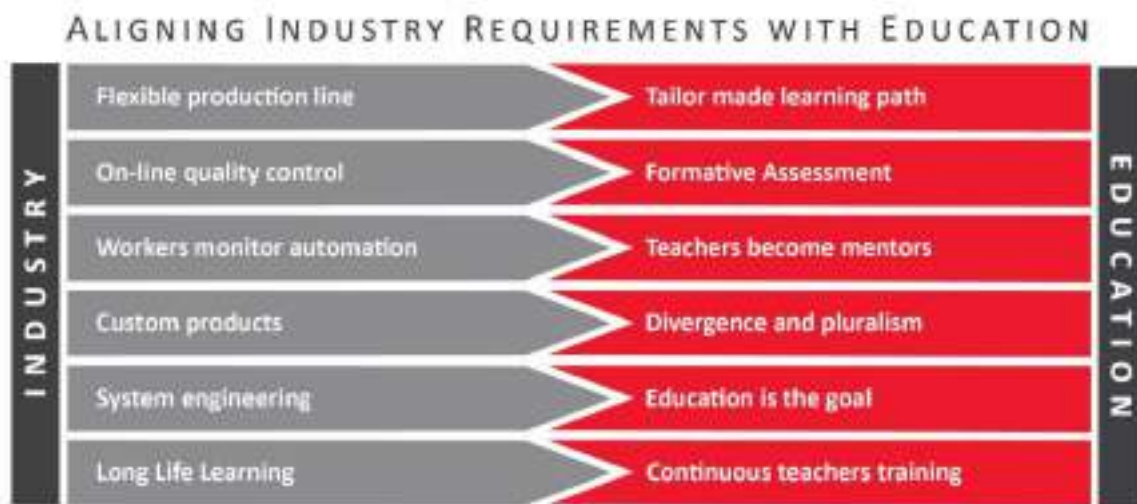 ALIGNING INDUSTRY REQUIREMENTS WITH EDUCATION
INDUSTRY
Flexible production line
Tailor made learning path
On-line quality control
Formative Assessment
Workers monitor automation
Teachers become mentors
Custom products
Divergence and pluralism
System engineering
Education is the goal
Long Life Learning
Continuous teachers training
EDUCATION